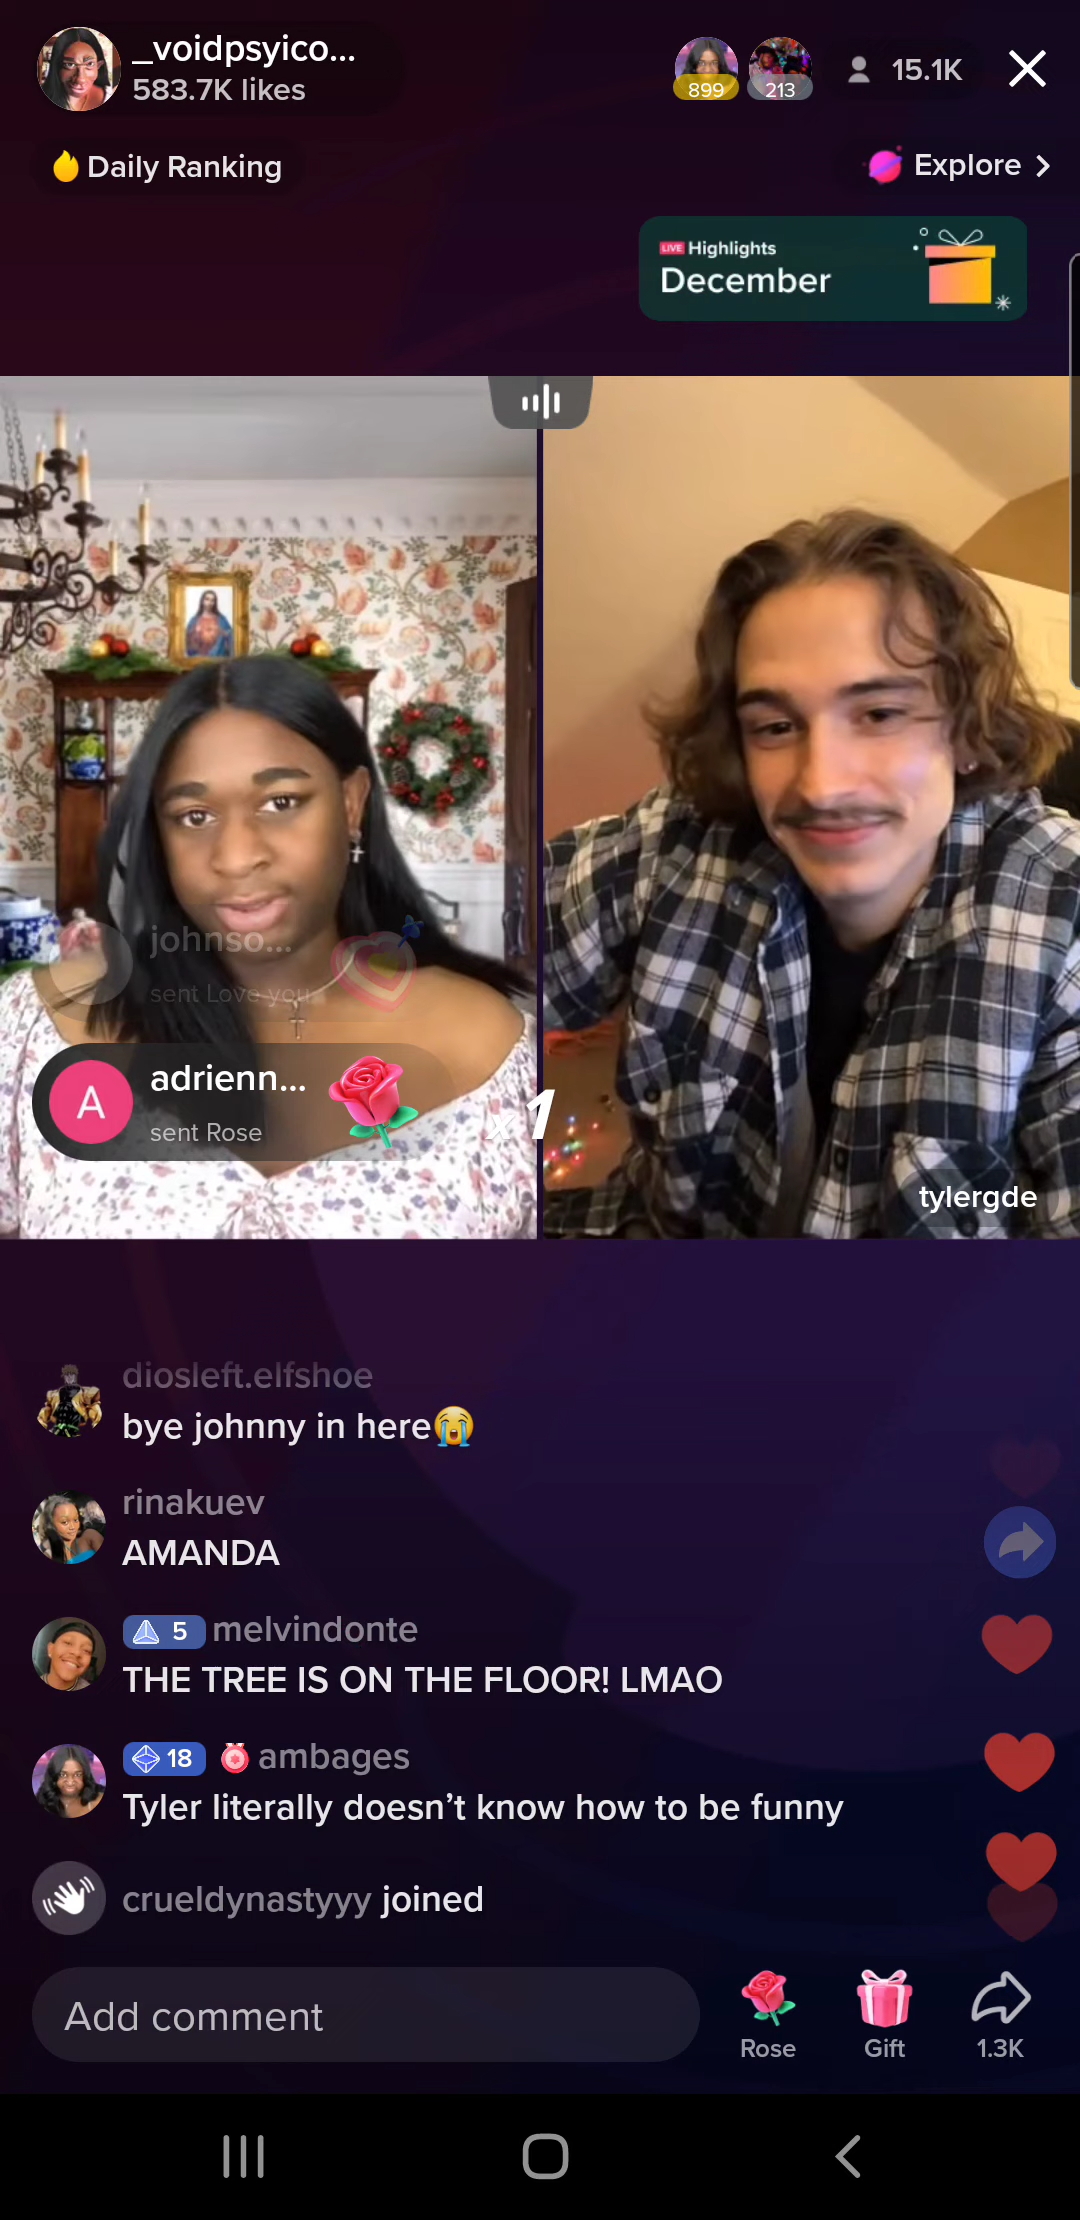 _voidpsyico...
583.7K likes
899
213
15.1K
Daily Ranking
Explore
LIVE Highlights
December
johnso...
sent Love you
adrienn...
sent Rose
x1
tylergde
diosleft.elfshoe
bye johnny in here😭
rinakuev
AMANDA
5 melvindonte
THE TREE IS ON THE FLOOR! LMAO
18 ambages
Tyler literally doesn't know how to be funny
crueldynastyyy joined
Add comment
Rose
Gift
1.3K
A